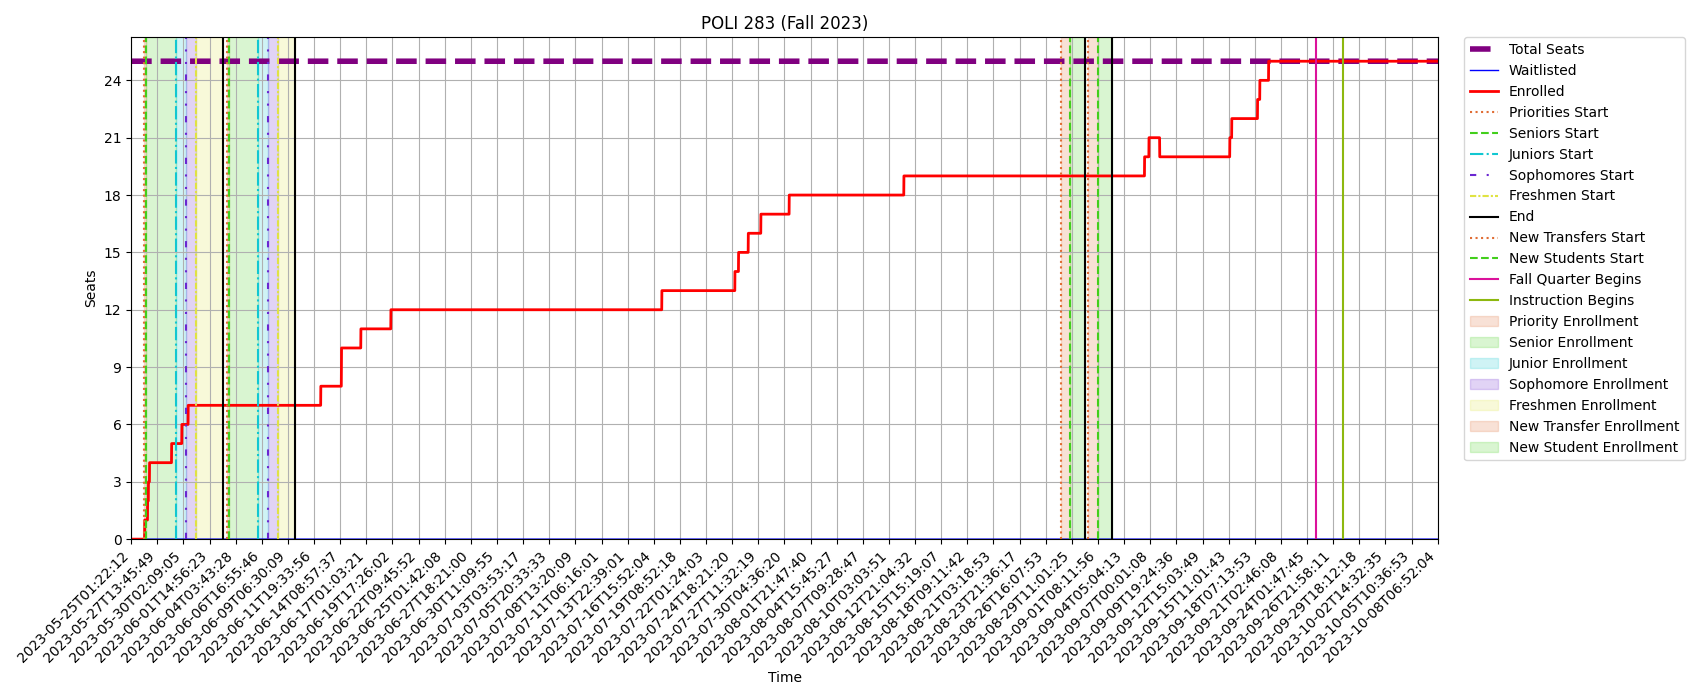 POLI 283 (Fall 2023)
Seats
24
21
18
15
12
9
6
3
0
2023-05-25T01:22:12
2023-05-27T13:45:49
2023-05-30T02:09:05
2023-06-01T14:56:23
2023-06-04T03:43:28
2023-06-06T16:55:46
2023-06-09T06:30:09
2023-06-11T19:33:56
2023-06-14T08:57:37
2023-06-17T01:03:21
2023-06-19T17:26:02
2023-06-22T09:45:52
2023-06-25T01:42:08
2023-06-27T18:21:00
2023-06-30T11:09:55
2023-07-03T03:53:17
2023-07-05T20:33:33
2023-07-08T13:20:09
2023-07-11T06:16:01
2023-07-13T22:39:01
2023-07-16T15:52:04
2023-07-19T08:52:18
2023-07-22T01:24:03
2023-07-24T18:21:20
2023-07-27T11:32:19
2023-07-30T04:36:20
2023-08-01T21:47:40
2023-08-04T15:45:27
2023-08-07T09:28:47
2023-08-10T03:03:51
2023-08-12T21:04:32
2023-08-15T15:19:07
2023-08-18T09:11:42
2023-08-21T03:18:53
2023-08-23T21:36:17
2023-08-26T16:07:53
2023-08-29T11:01:25
2023-09-01T08:11:56
2023-09-04T05:04:13
2023-09-07T00:01:08
2023-09-09T19:24:36
2023-09-12T15:03:49
2023-09-15T11:01:43
2023-09-18T07:13:53
2023-09-21T02:46:08
2023-09-24T01:47:45
2023-09-26T21:58:11
2023-09-29T18:12:18
2023-10-02T14:32:35
2023-10-05T10:36:53
2023-10-08T06:52:04
Time
Total Seats
Waitlisted
Enrolled
Priorities Start
Seniors Start
Juniors Start
Sophomores Start
Freshmen Start
End
New Transfers Start
New Students Start
Fall Quarter Begins
Instruction Begins
Priority Enrollment
Senior Enrollment
Junior Enrollment
Sophomore Enrollment
Freshmen Enrollment
New Transfer Enrollment
New Student Enrollment